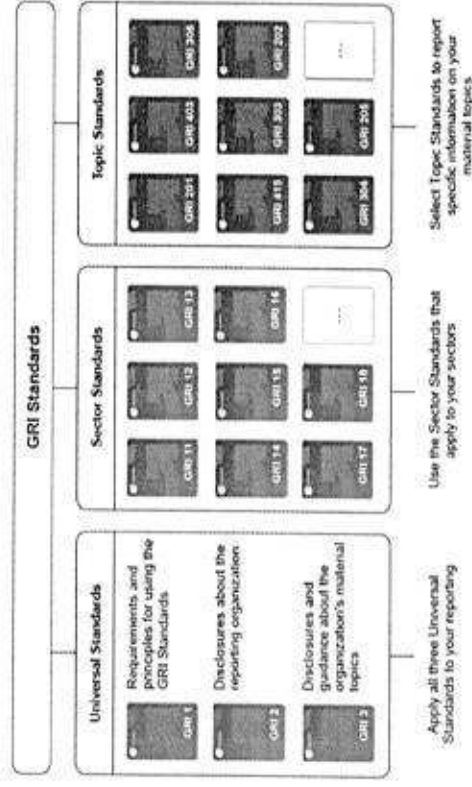 GRI Standards
Universal Standards
GRI 1
Requirements and
principles for using the
GRI Standards
GRI 2
Disclosures about the
reporting organization
GRI 3
Disclosures and
guidance about the
organization's material
topics
Apply all three Universal
Standards to your reporting
Sector Standards
GRI 11
GRI 12
GRI 13
GRI 14
GRI 15
GRI 16
GRI 17
GRI 18
...
Use the Sector Standards that
apply to your sectors
Topic Standards
GRI 201
GRI 403
GRI 305
GRI 415
GRI 303
GRI 202
GRI 304
GRI 205
...
Select Topic Standards to report
specific information on your
material topics